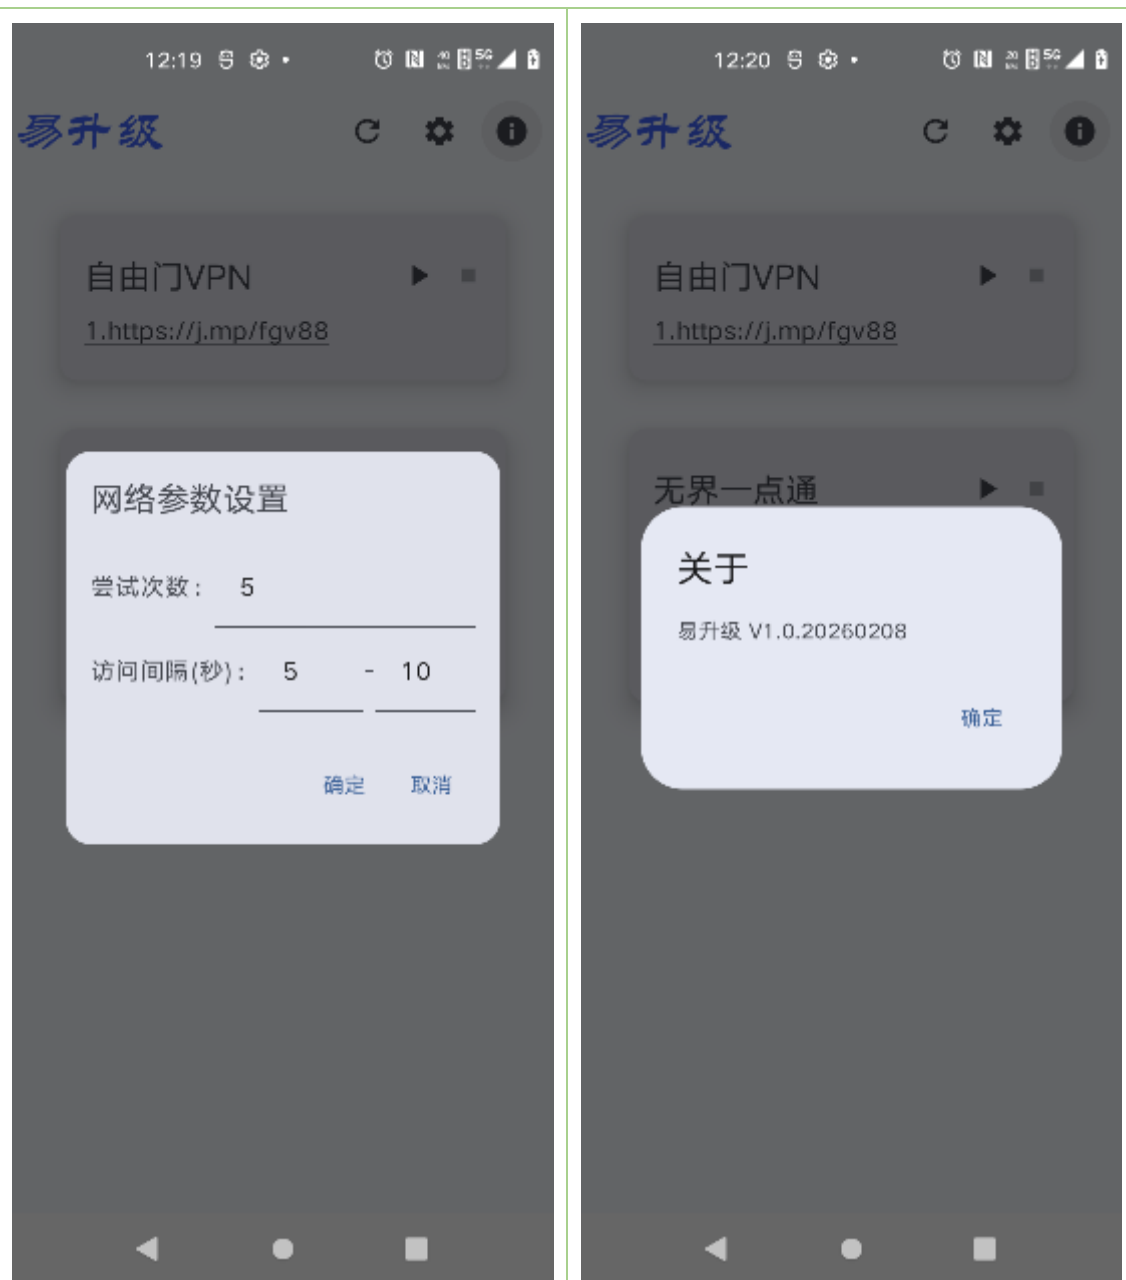 12:19
5G
易升级
自由门VPN
1.https://j.mp/fgv88
网络参数设置
尝试次数: 5
访问间隔(秒): 5 - 10
确定 取消
12:20
5G
易升级
自由门VPN
1.https://j.mp/fgv88
无界一点通
关于
易升级 V1.0.20260208
确定